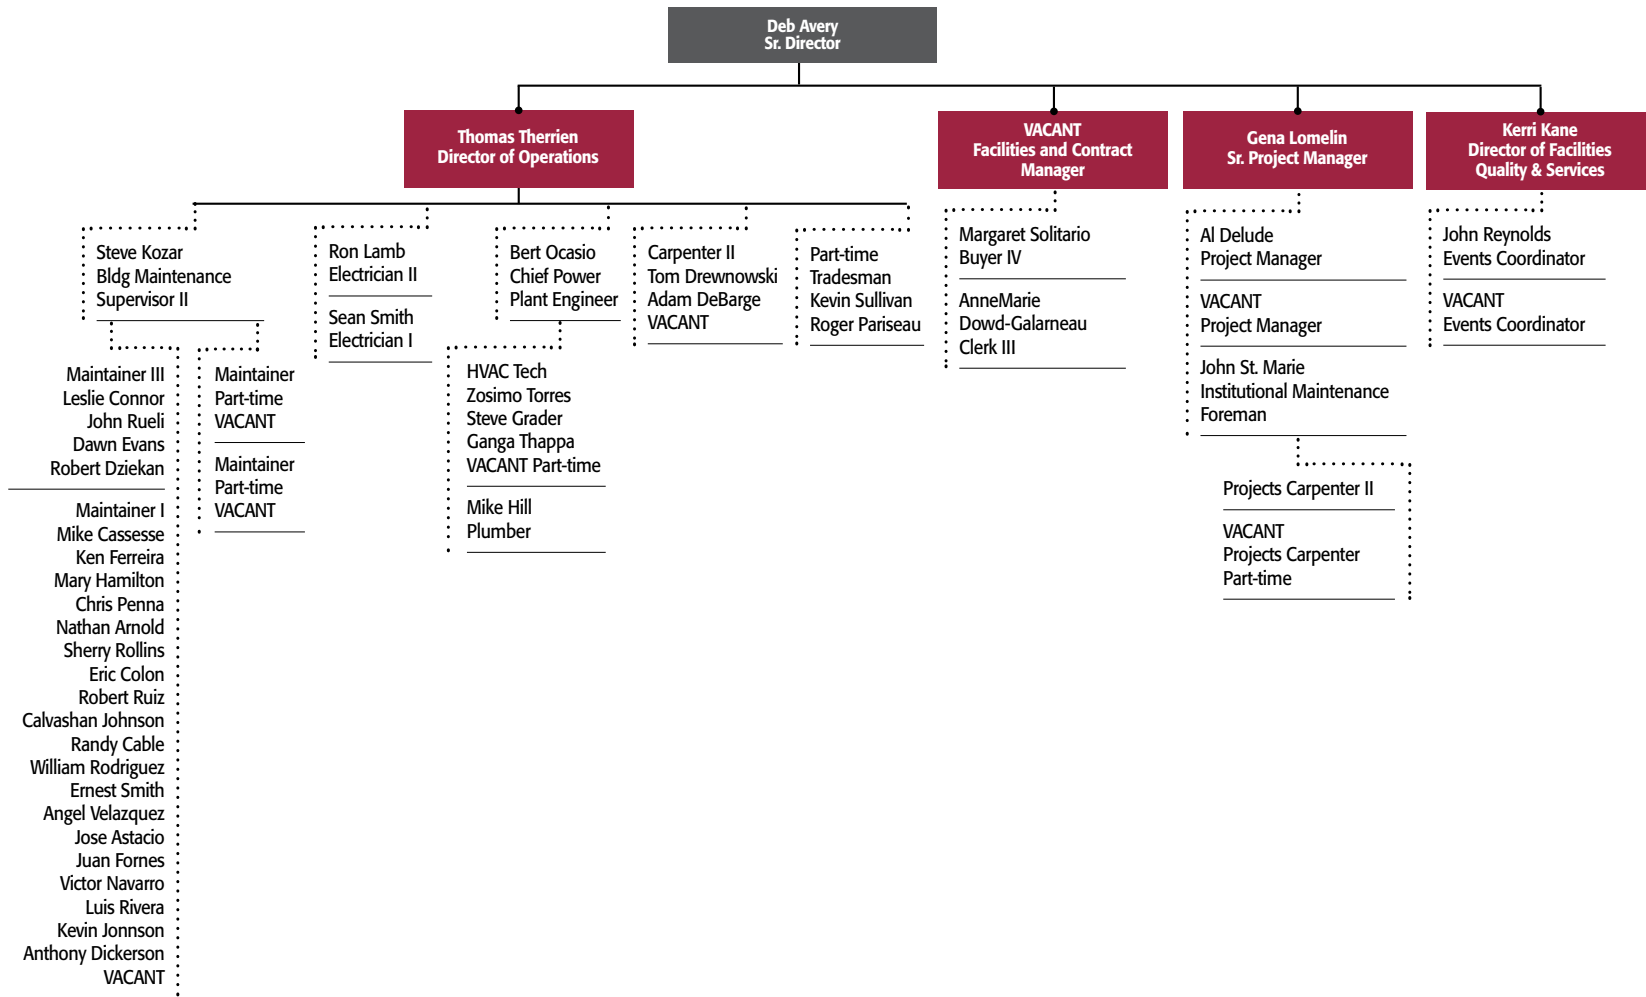 Deb Avery
Sr. Director
Thomas Therrien
Director of Operations
VACANT
Facilities and Contract
Manager
Gena Lomelin
Sr. Project Manager
Kerri Kane
Director of Facilities
Quality & Services
Steve Kozar
Bldg Maintenance
Supervisor II
Maintainer III
Leslie Connor
John Rueli
Dawn Evans
Robert Dziekan
Maintainer I
Mike Cassesse
Ken Ferreira
Mary Hamilton
Chris Penna
Nathan Arnold
Sherry Rollins
Eric Colon
Robert Ruiz
Calvashan Johnson
Randy Cable
William Rodriguez
Ernest Smith
Angel Velazquez
Jose Astacio
Juan Fornes
Victor Navarro
Luis Rivera
Kevin Jonnson
Anthony Dickerson
VACANT
Maintainer
Part-time
VACANT
Maintainer
Part-time
VACANT
Ron Lamb
Electrician II
Sean Smith
Electrician I
Bert Ocasio
Chief Power
Plant Engineer
HVAC Tech
Zosimo Torres
Steve Grader
Ganga Thappa
VACANT Part-time
Mike Hill
Plumber
Carpenter II
Tom Drewnowski
Adam DeBarge
VACANT
Part-time
Tradesman
Kevin Sullivan
Roger Pariseau
Margaret Solitario
Buyer IV
AnneMarie
Dowd-Galarneau
Clerk III
Al Delude
Project Manager
VACANT
Project Manager
John St. Marie
Institutional Maintenance
Foreman
Projects Carpenter II
VACANT
Projects Carpenter
Part-time
John Reynolds
Events Coordinator
VACANT
Events Coordinator